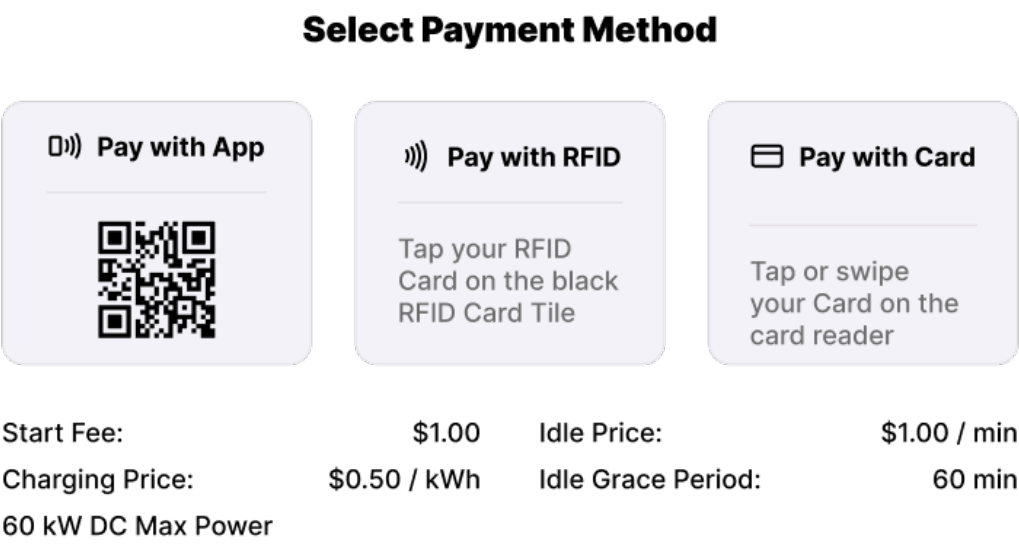 Select Payment Method
Pay with App
Pay with RFID
Tap your RFID
Card on the black
RFID Card Tile
Pay with Card
Tap or swipe
your Card on the
card reader
Start Fee: $1.00
Idle Price: $1.00 / min
Charging Price: $0.50 / kWh
Idle Grace Period: 60 min
60 kW DC Max Power